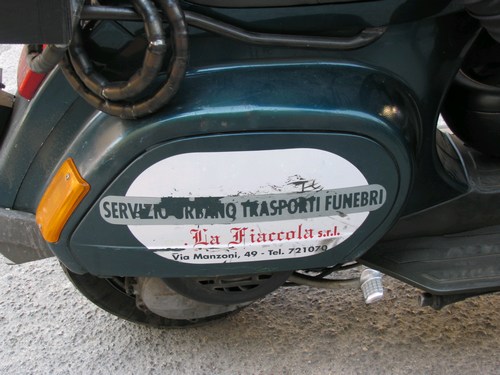 SERVIZIO URBANO TRASPORTI FUNEBRI
La Fiaccola s.r.l.
Via Manzoni, 49 - Tel. 721070